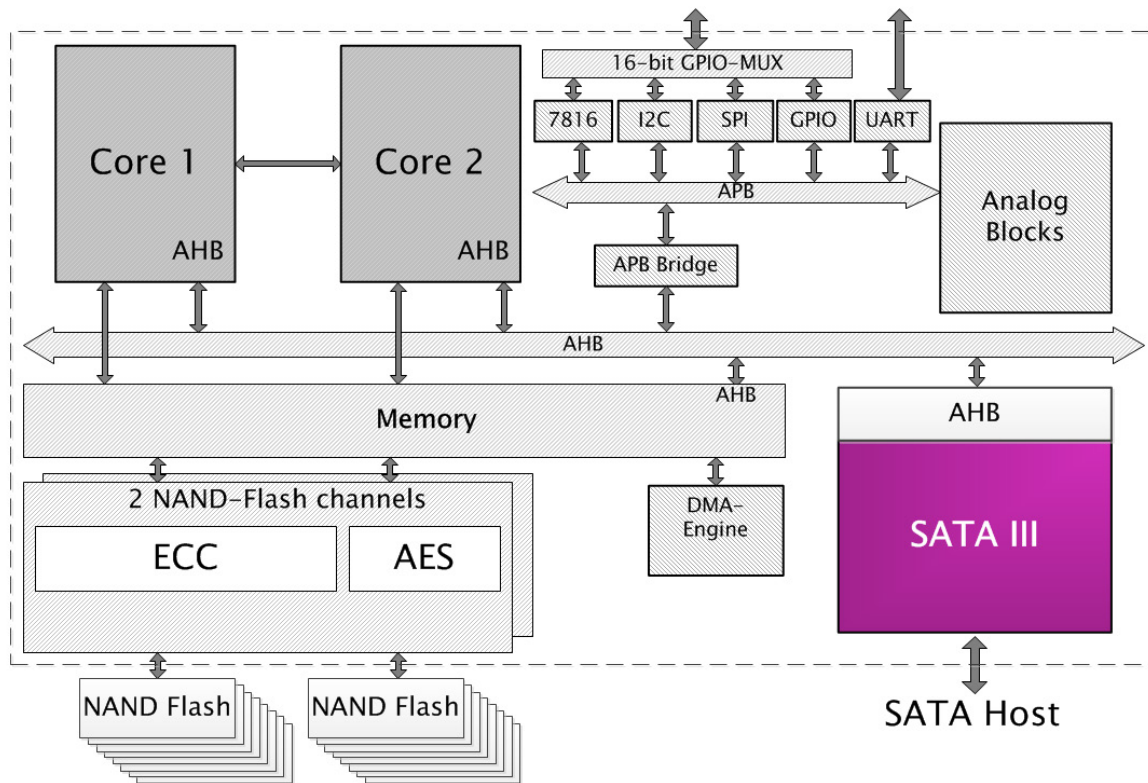 16-bit GPIO-MUX
7816
I2C
SPI
GPIO
UART
Core 1
Core 2
APB
Analog
Blocks
AHB
AHB
APB Bridge
AHB
AHB
Memory
AHB
2 NAND-Flash channels
DMA-
Engine
ECC
AES
SATA III
NAND Flash
NAND Flash
SATA Host